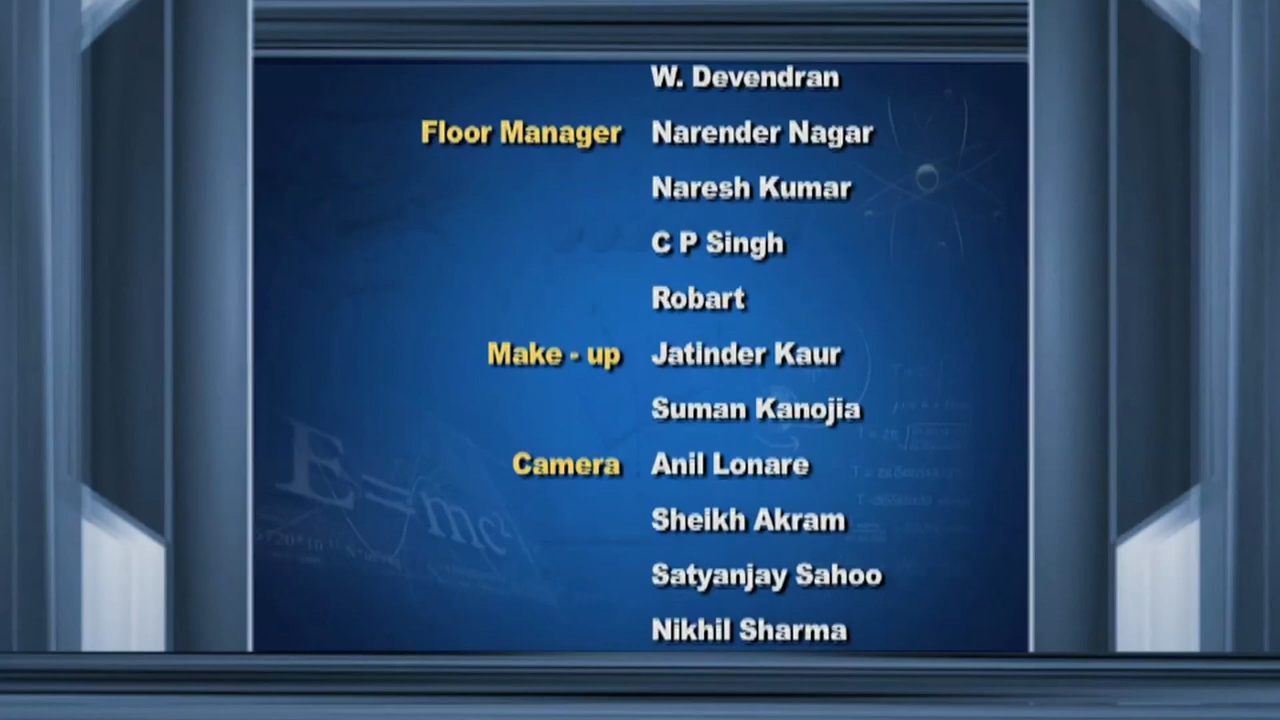 W. Devendran
Floor Manager Narender Nagar
Naresh Kumar
C P Singh
Robart
Make - up Jatinder Kaur
Suman Kanojia
Camera Anil Lonare
Sheikh Akram
Satyanjay Sahoo
Nikhil Sharma
E=mc²